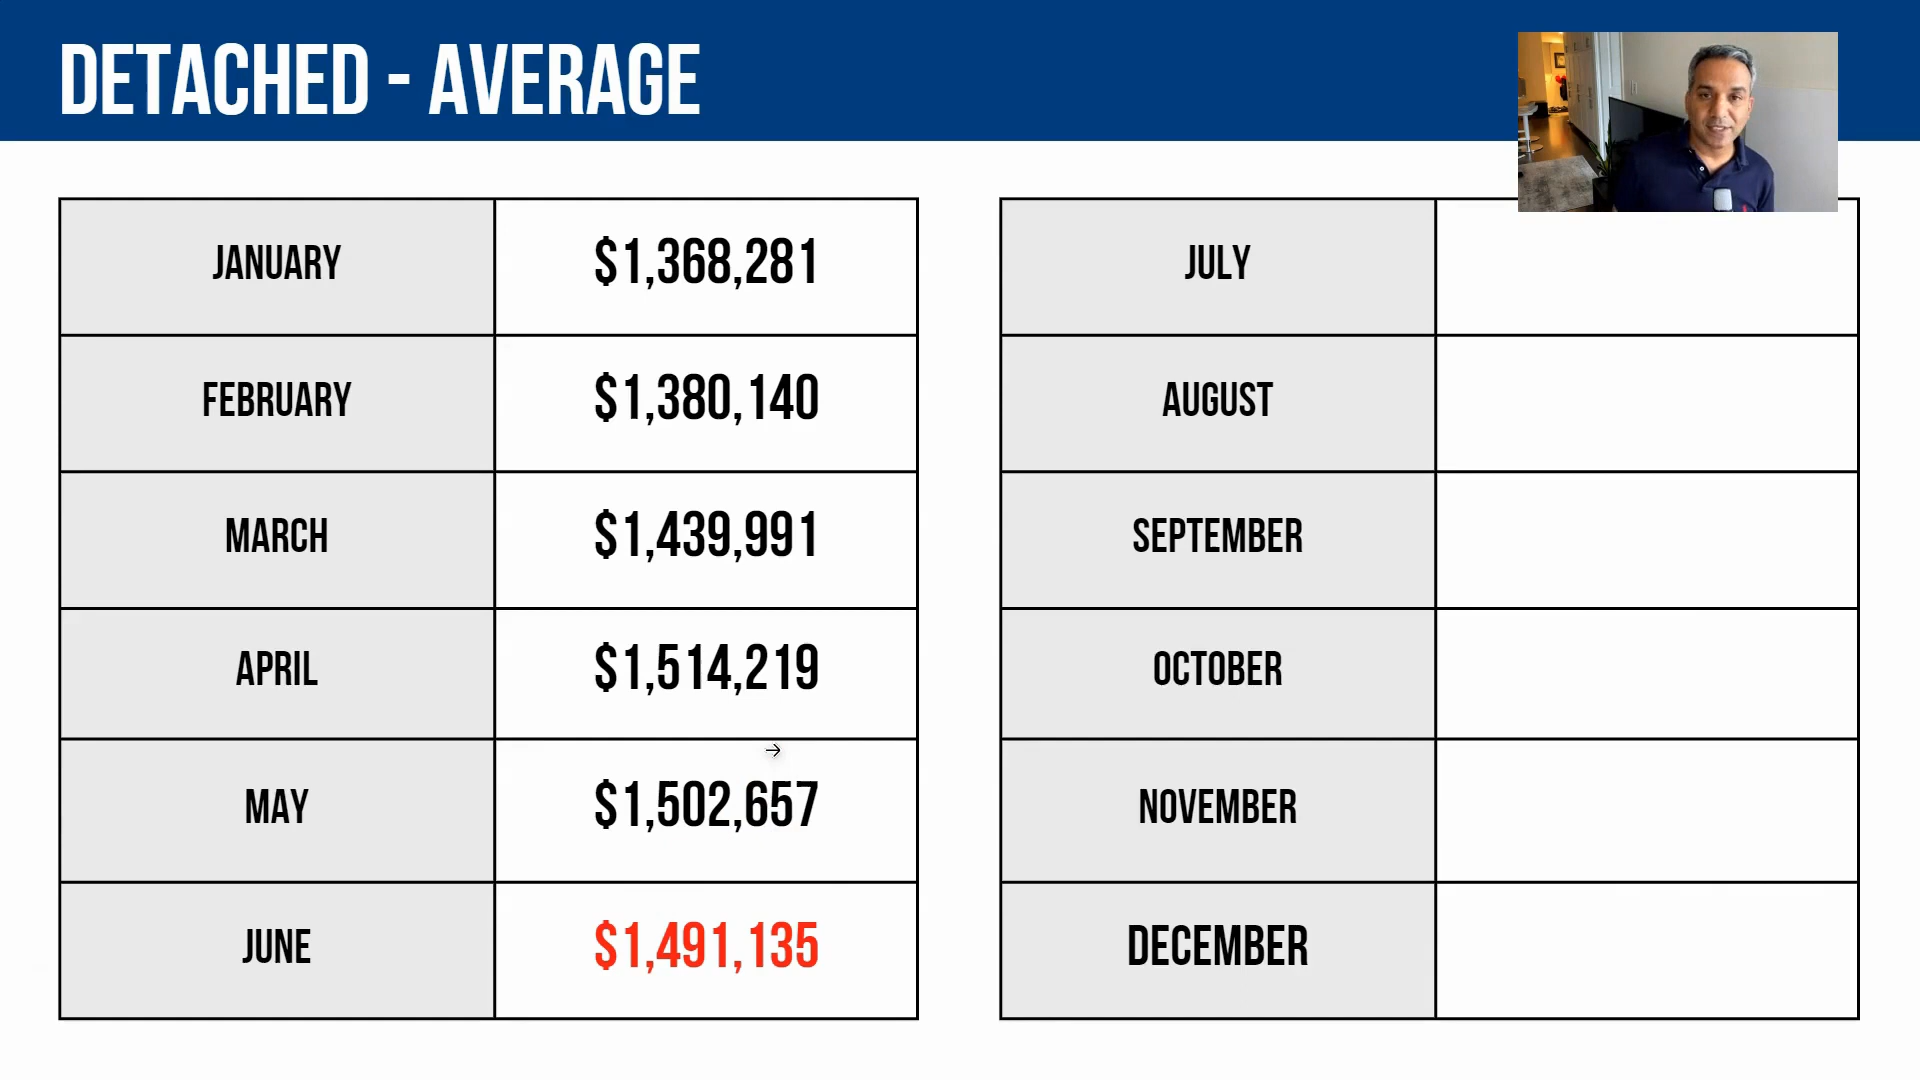 DETACHED - AVERAGE
JANUARY $1,368,281
FEBRUARY $1,380,140
MARCH $1,439,991
APRIL $1,514,219
MAY $1,502,657
JUNE $1,491,135
JULY
AUGUST
SEPTEMBER
OCTOBER
NOVEMBER
DECEMBER